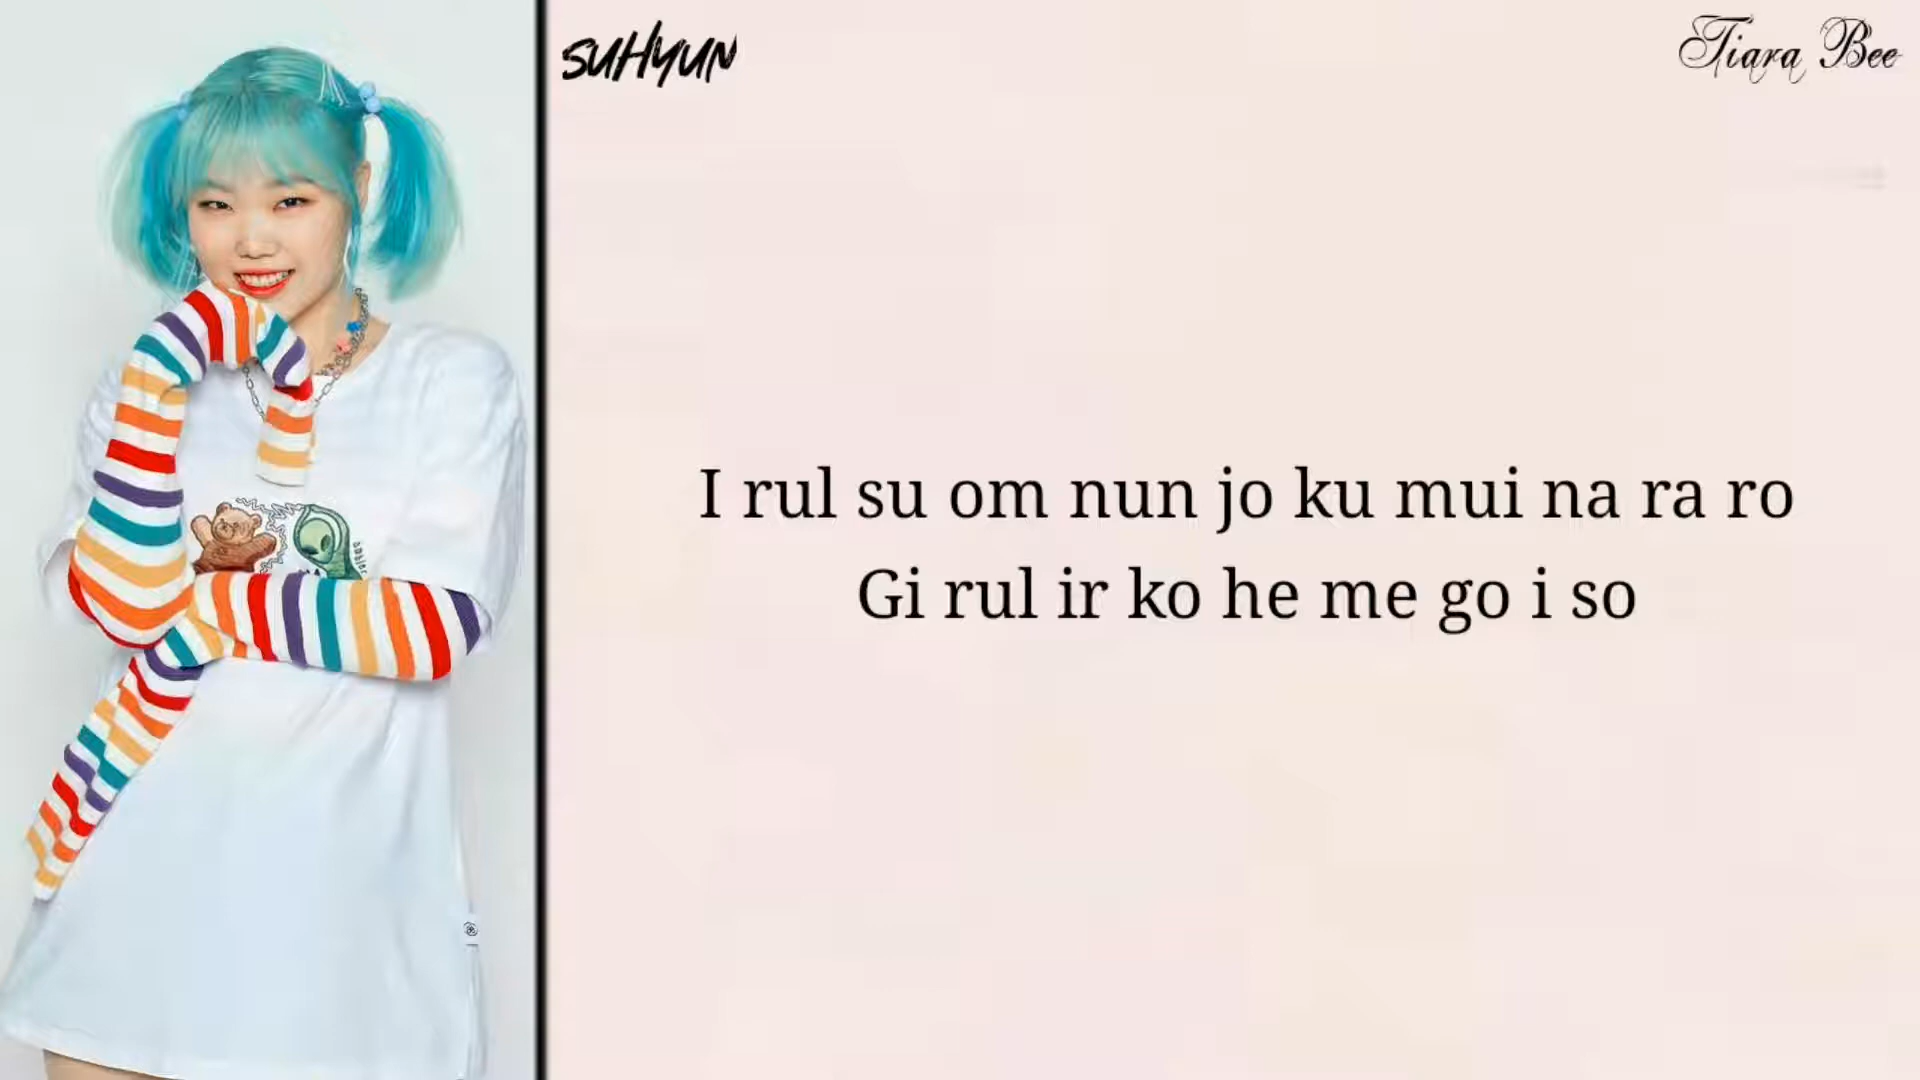 SUHYUN
Tiara Bee
I rul su om nun jo ku mui na ra ro
Gi rul ir ko he me go i so